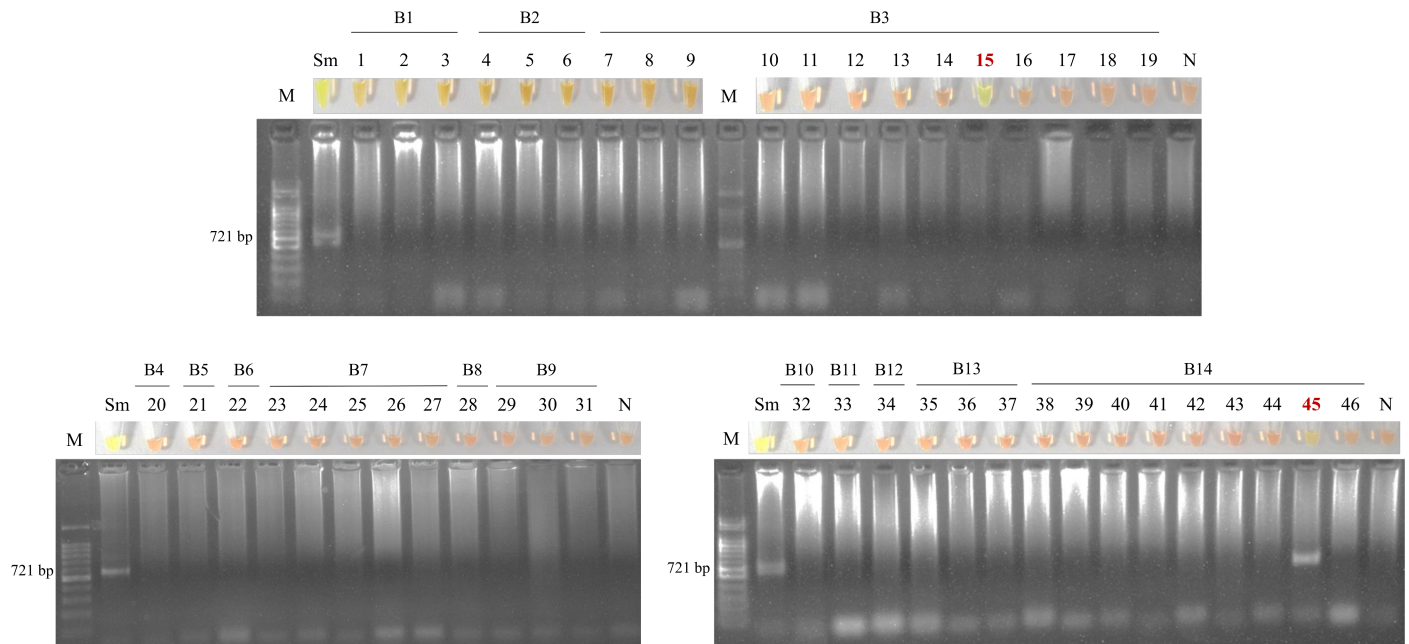 B1 B2 B3
Sm 1 2 3 4 5 6 7 8 9 10 11 12 13 14 15 16 17 18 19 N
M M
721 bp
B4 B5 B6 B7 B8 B9
Sm 20 21 22 23 24 25 26 27 28 29 30 31 N
M
721 bp
B10 B11 B12 B13 B14
Sm 32 33 34 35 36 37 38 39 40 41 42 43 44 45 46 N
M
721 bp